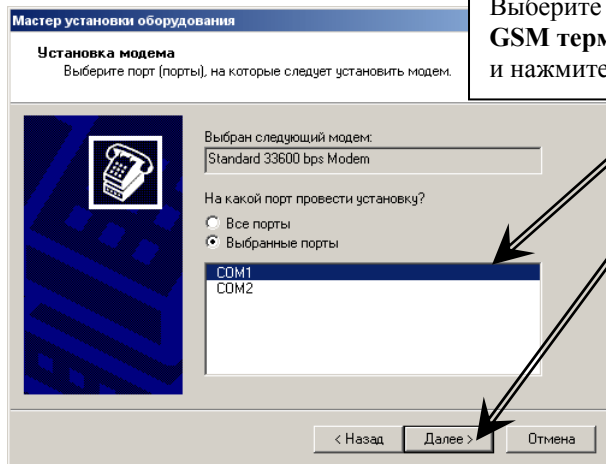 Мастер установки оборудования
Выберите
GSM
и нажмите
Установка модема
Выберите порт (порты), на которые следует установить модем.
Выбран следующий модем:
Standard 33600 bps Modem
На какой порт провести установку?
Все порты
Выбранные порты
COM1
COM2
< Назад
Далее >
Отмена